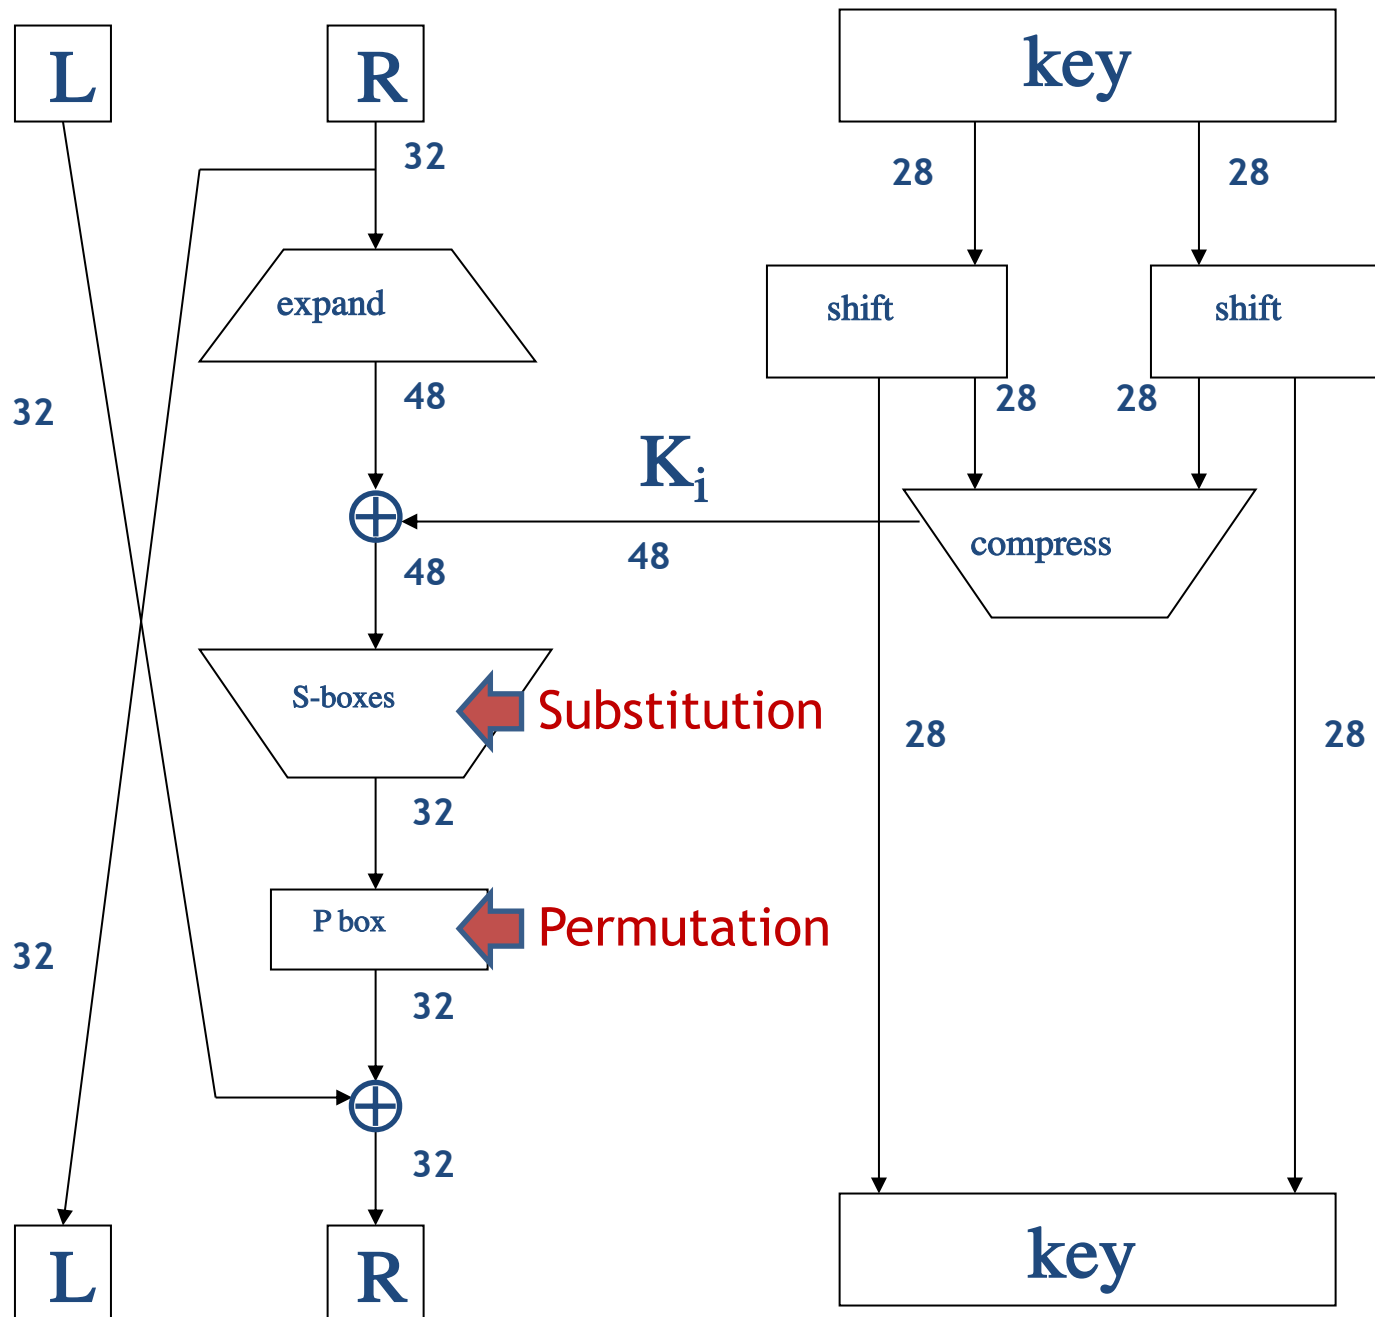 L R key
32 28 28
expand shift shift
32 48 28 28
K_i
48 48 compress
S-boxes Substitution 28 28
32
P box Permutation
32 32
32
L R key